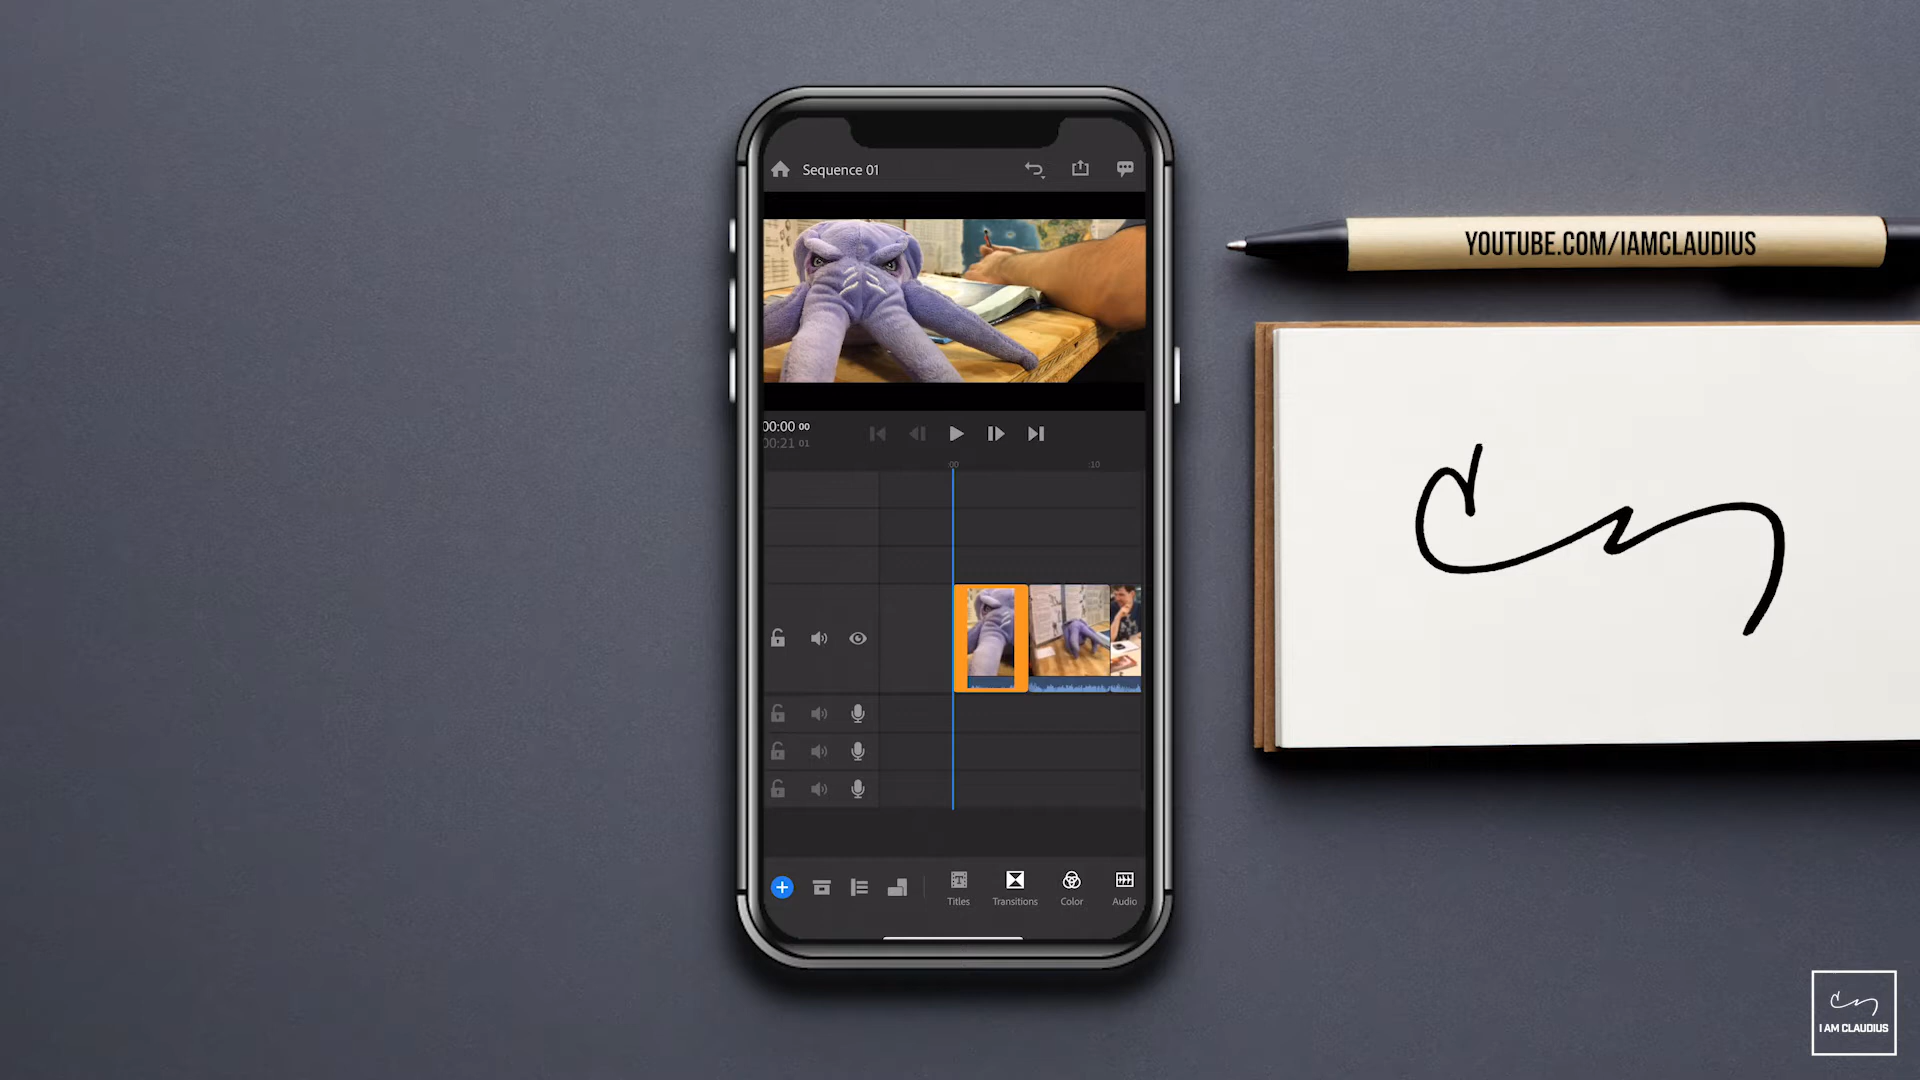 Sequence 01
YOUTUBE.COM/IAMCLAUDIUS
00:00 00
00:21 01
:00
:10
Titles
Transitions
Color
Audio
I AM CLAUDIUS